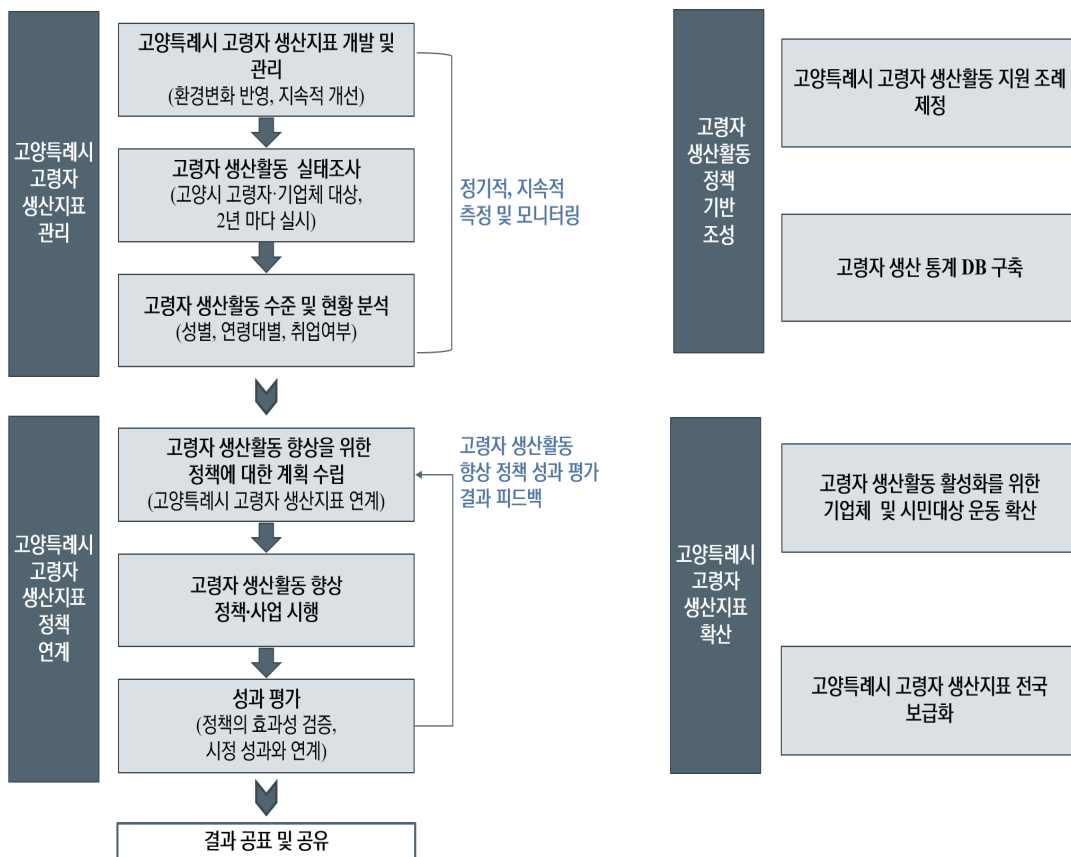 고양특례시
고령자
생산지표
관리
고양특례시 고령자 생산지표 개발 및
관리
(환경변화 반영, 지속적 개선)
고령자 생산활동 실태조사
(고양시 고령자·기업체 대상,
2년 마다 실시)
고령자 생산활동 수준 및 현황 분석
(성별, 연령대별, 취업여부)
정기적, 지속적
측정 및 모니터링
고양특례시
고령자
생산지표
정책
연계
고령자 생산활동 향상을 위한
정책에 대한 계획 수립
(고양특례시 고령자 생산지표 연계)
고령자 생산활동 향상
정책·사업 시행
성과 평가
(정책의 효과성 검증,
시정 성과와 연계)
고령자 생산활동
향상 정책 성과 평가
결과 피드백
결과 공표 및 공유
고령자
생산활동
정책
기반
조성
고양특례시 고령자 생산활동 지원 조례
제정
고령자 생산 통계 DB 구축
고양특례시
고령자
생산지표
확산
고령자 생산활동 활성화를 위한
기업체 및 시민대상 운동 확산
고양특례시 고령자 생산지표 전국
보급화